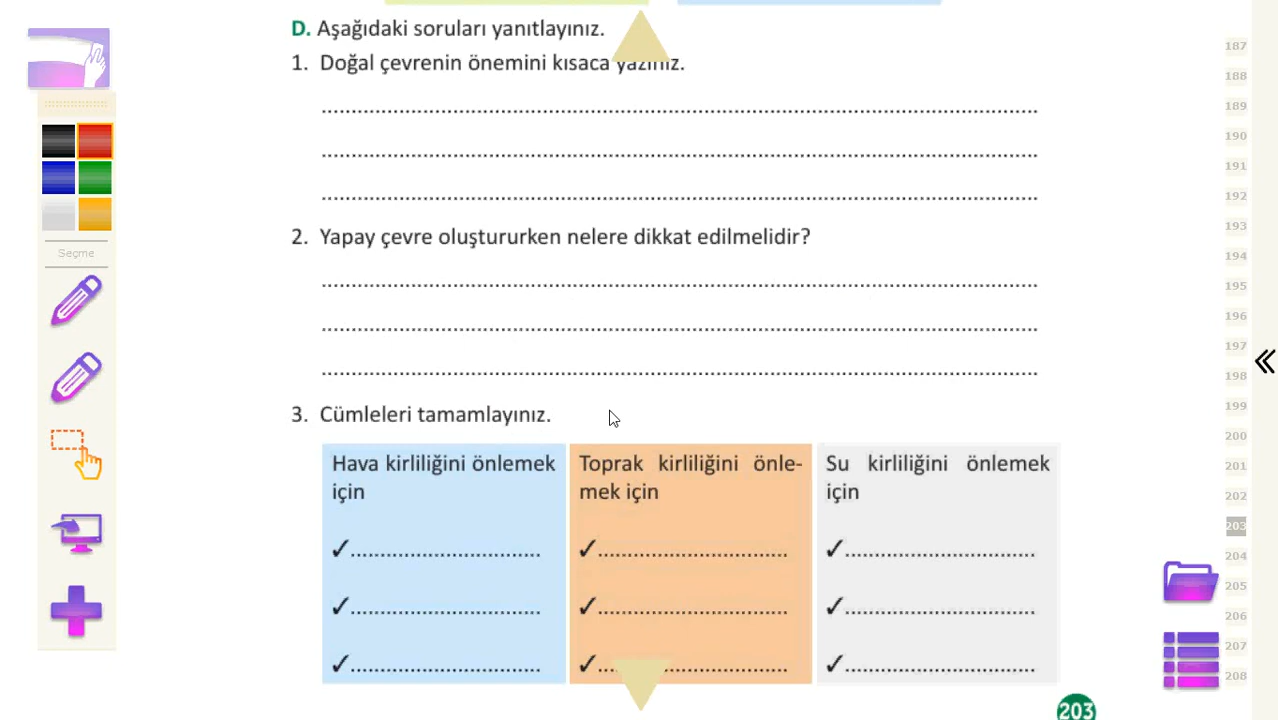 D. Aşağıdaki soruları yanıtlayınız.
1. Doğal çevrenin önemini kısaca yazınız.
2. Yapay çevre oluştururken nelere dikkat edilmelidir?
3. Cümleleri tamamlayınız.
Hava kirliliğini önlemek
için
✓................................
✓................................
✓................................
Toprak kirliliğini önle-
mek için
✓................................
✓................................
✓................................
Su kirliliğini önlemek
için
✓................................
✓................................
✓................................
203
Seçme
187
188
189
190
191
192
193
194
195
196
197
198
199
200
201
202
203
204
205
206
207
208